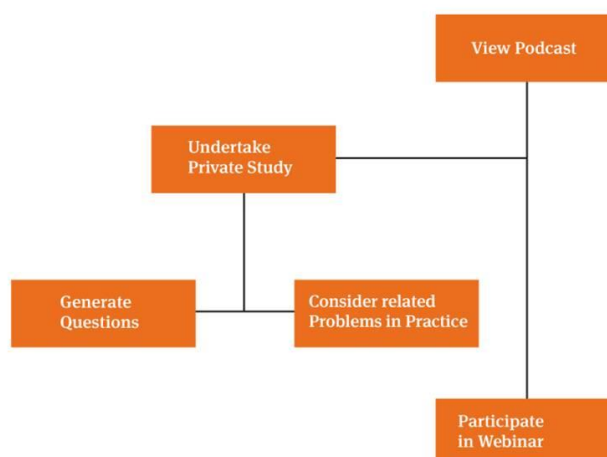 View Podcast
Undertake
Private Study
Generate
Questions
Consider related
Problems in Practice
Participate
in Webinar